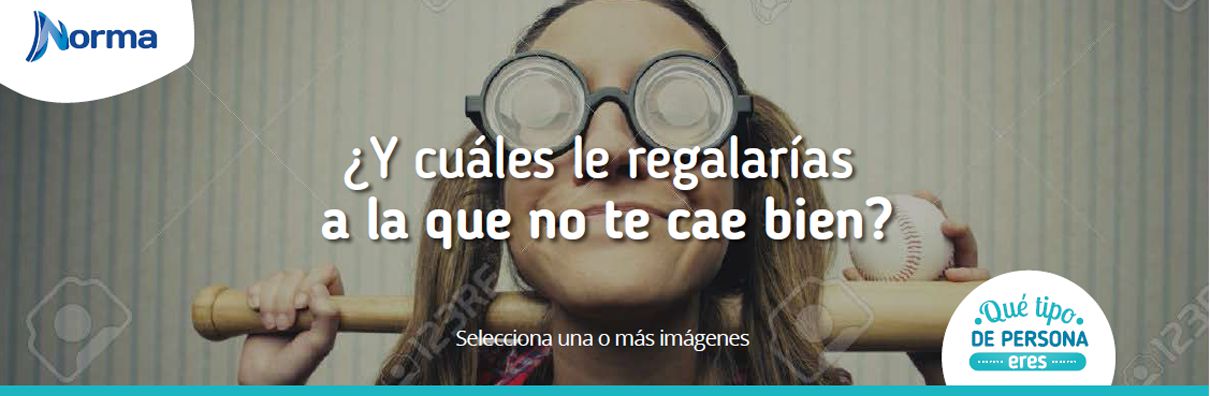 Norma
¿Y cuáles le regalarías
a la que no te cae bien?
Selecciona una o más imágenes
Qué tipo
DE PERSONA
eres
123RF